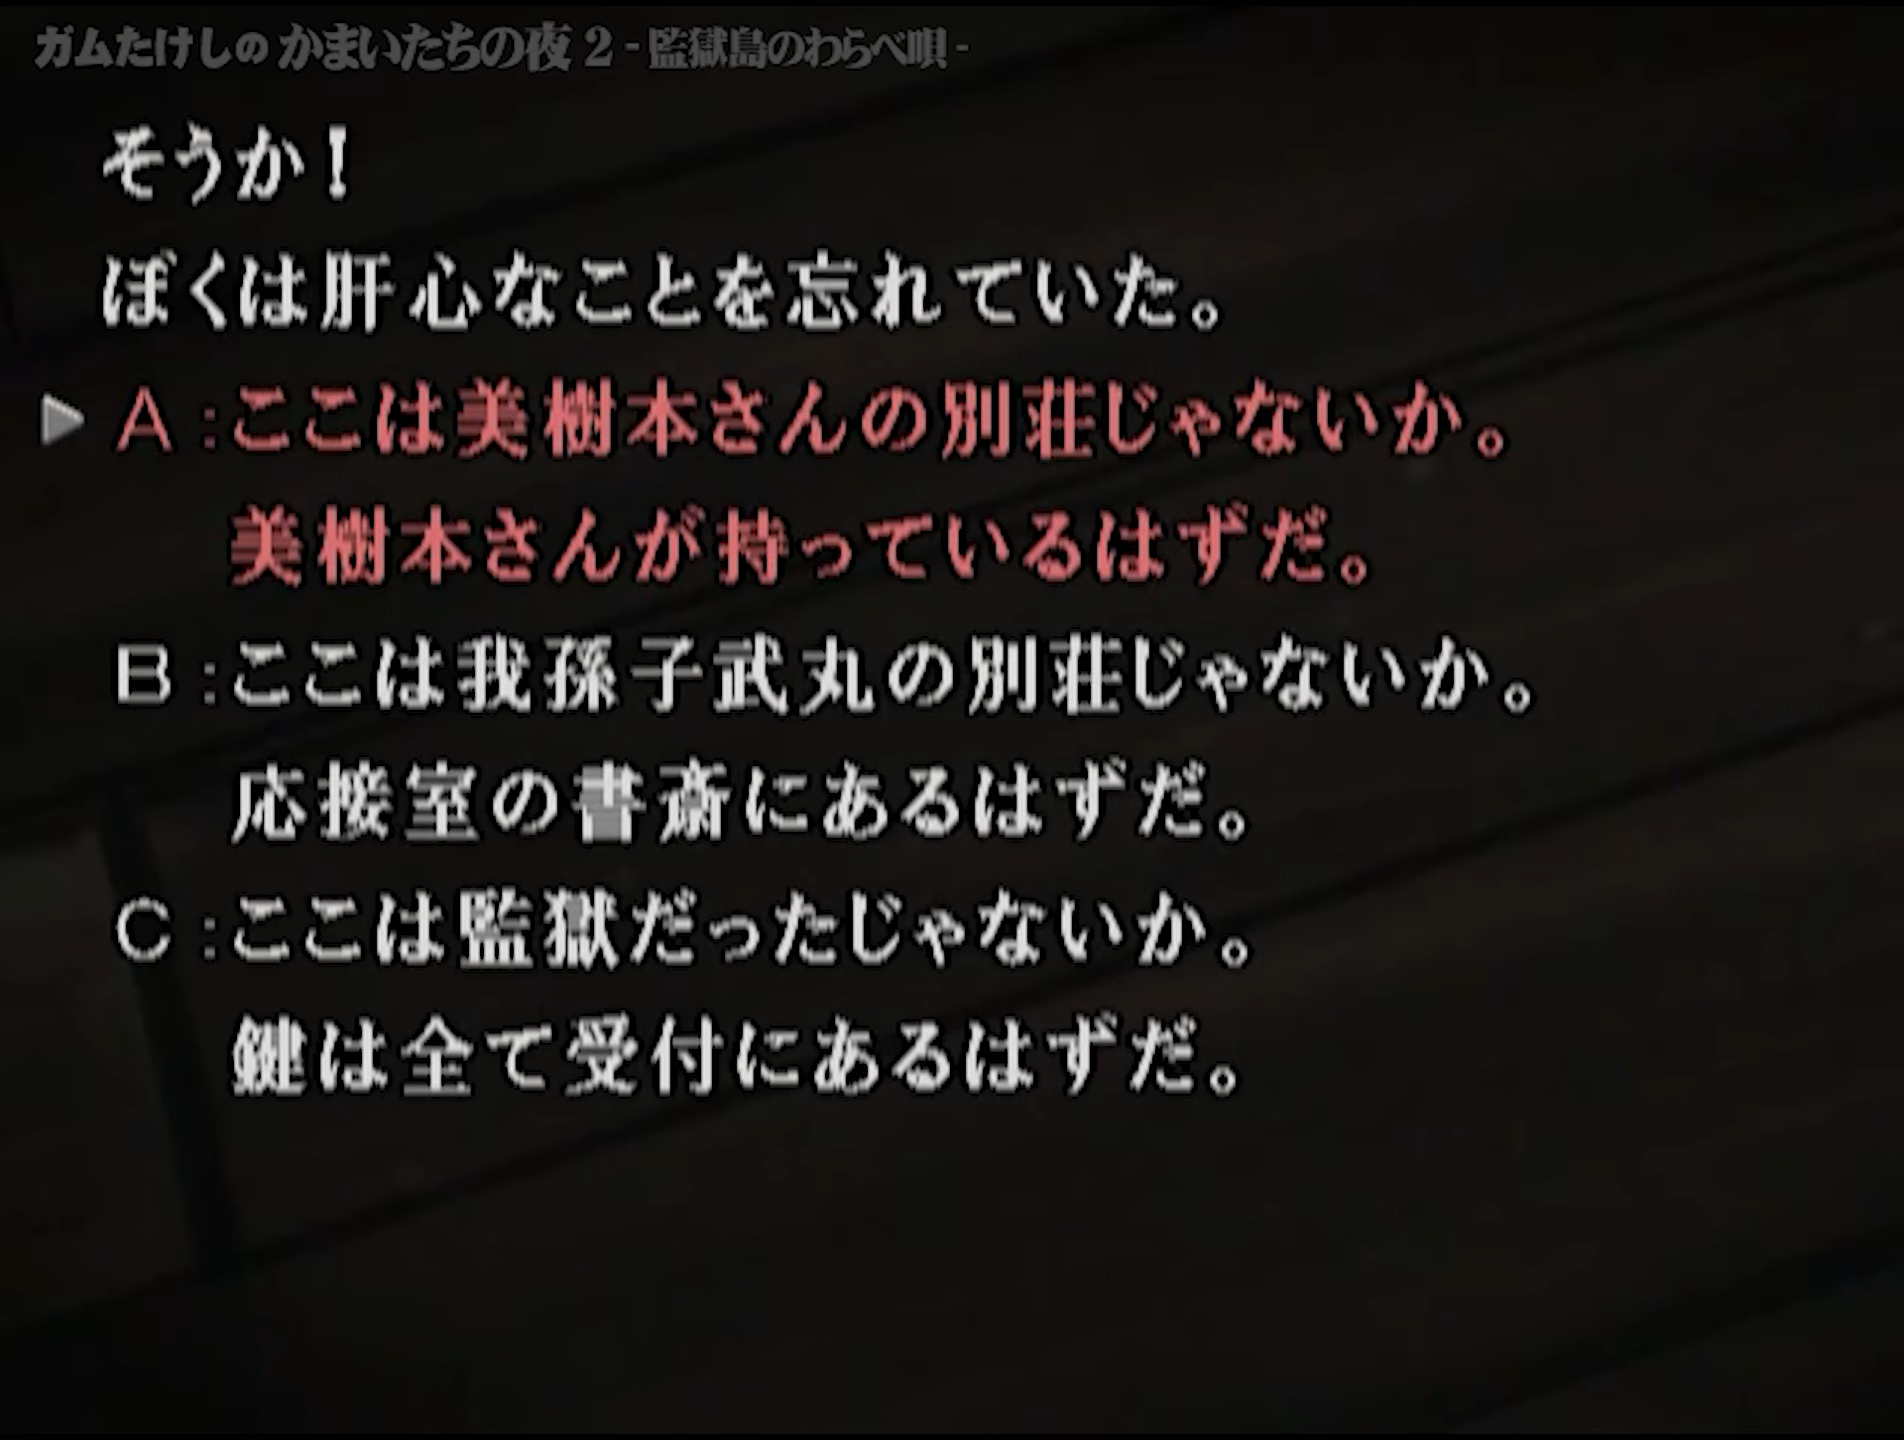 ガムたけしの かまいたちの夜 2 - 監獄島のわらべ唄 -
そうか！
ぼくは肝心なことを忘れていた。
▶ A：ここは美樹本さんの別荘じゃないか。
美樹本さんが持っているはずだ。
B：ここは我孫子武丸の別荘じゃないか。
応接室の書斎にあるはずだ。
C：ここは監獄だったじゃないか。
鍵は全て受付にあるはずだ。